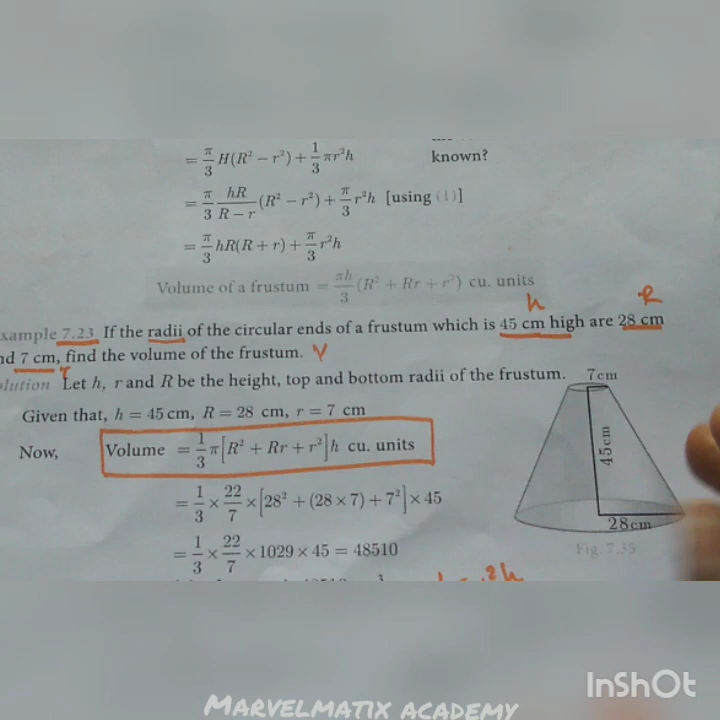 = π/3 H(R² − r²) + 1/3 πr²h
known?
= π/3 hR/(R − r) (R² − r²) + π/3 r²h [using (1)]
= π/3 hR(R + r) + π/3 r²h
Volume of a frustum = πh/3 (R² + Rr + r²) cu. units
h R
xample 7.23 If the radii of the circular ends of a frustum which is 45 cm high are 28 cm
nd 7 cm, find the volume of the frustum.
r
lution Let h, r and R be the height, top and bottom radii of the frustum.
Given that, h = 45 cm, R = 28 cm, r = 7 cm
Now, Volume = 1/3 π[R² + Rr + r²]h cu. units
= 1/3 × 22/7 × [28² + (28 × 7) + 7²] × 45
= 1/3 × 22/7 × 1029 × 45 = 48510
7cm
45cm
28cm
Fig. 7.35
InShOt
MARVELMATIX ACADEMY